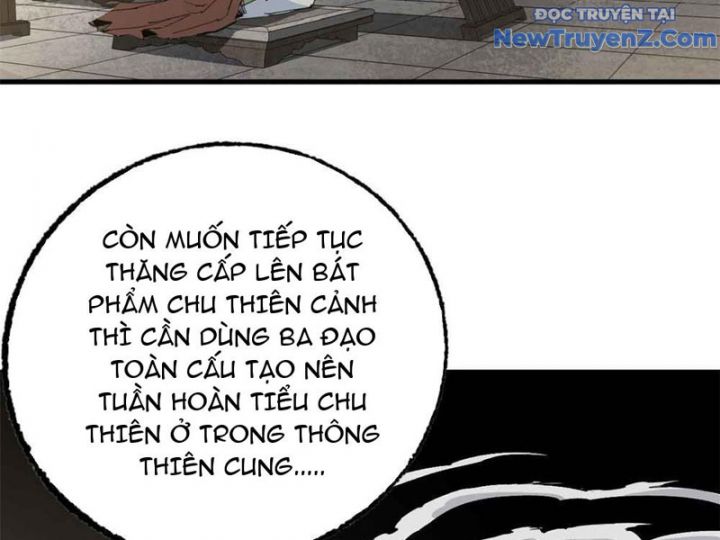 ĐỌC TRUYỆN TẠI
NewTruyenZ.com
CÒN MUỐN TIẾP TỤC
THĂNG CẤP LÊN BÁT
PHẨM CHU THIÊN CẢNH
THÌ CẦN DÙNG BA ĐẠO
TOÀN CẤU TẠO NÊN
TUẦN HOÀN TIỂU CHU
THIÊN Ở TRONG THÔNG
THIÊN CUNG.....